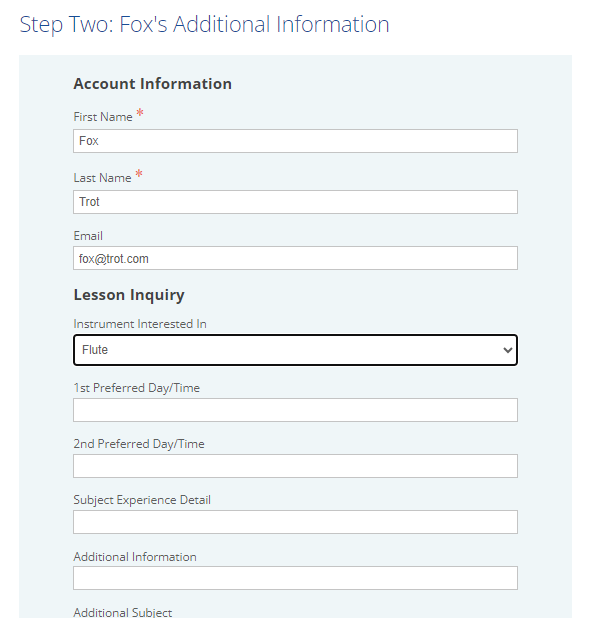 Step Two: Fox's Additional Information
Account Information
First Name *
Fox
Last Name *
Trot
Email
fox@trot.com
Lesson Inquiry
Instrument Interested In
Flute
1st Preferred Day/Time
2nd Preferred Day/Time
Subject Experience Detail
Additional Information
Additional Subject